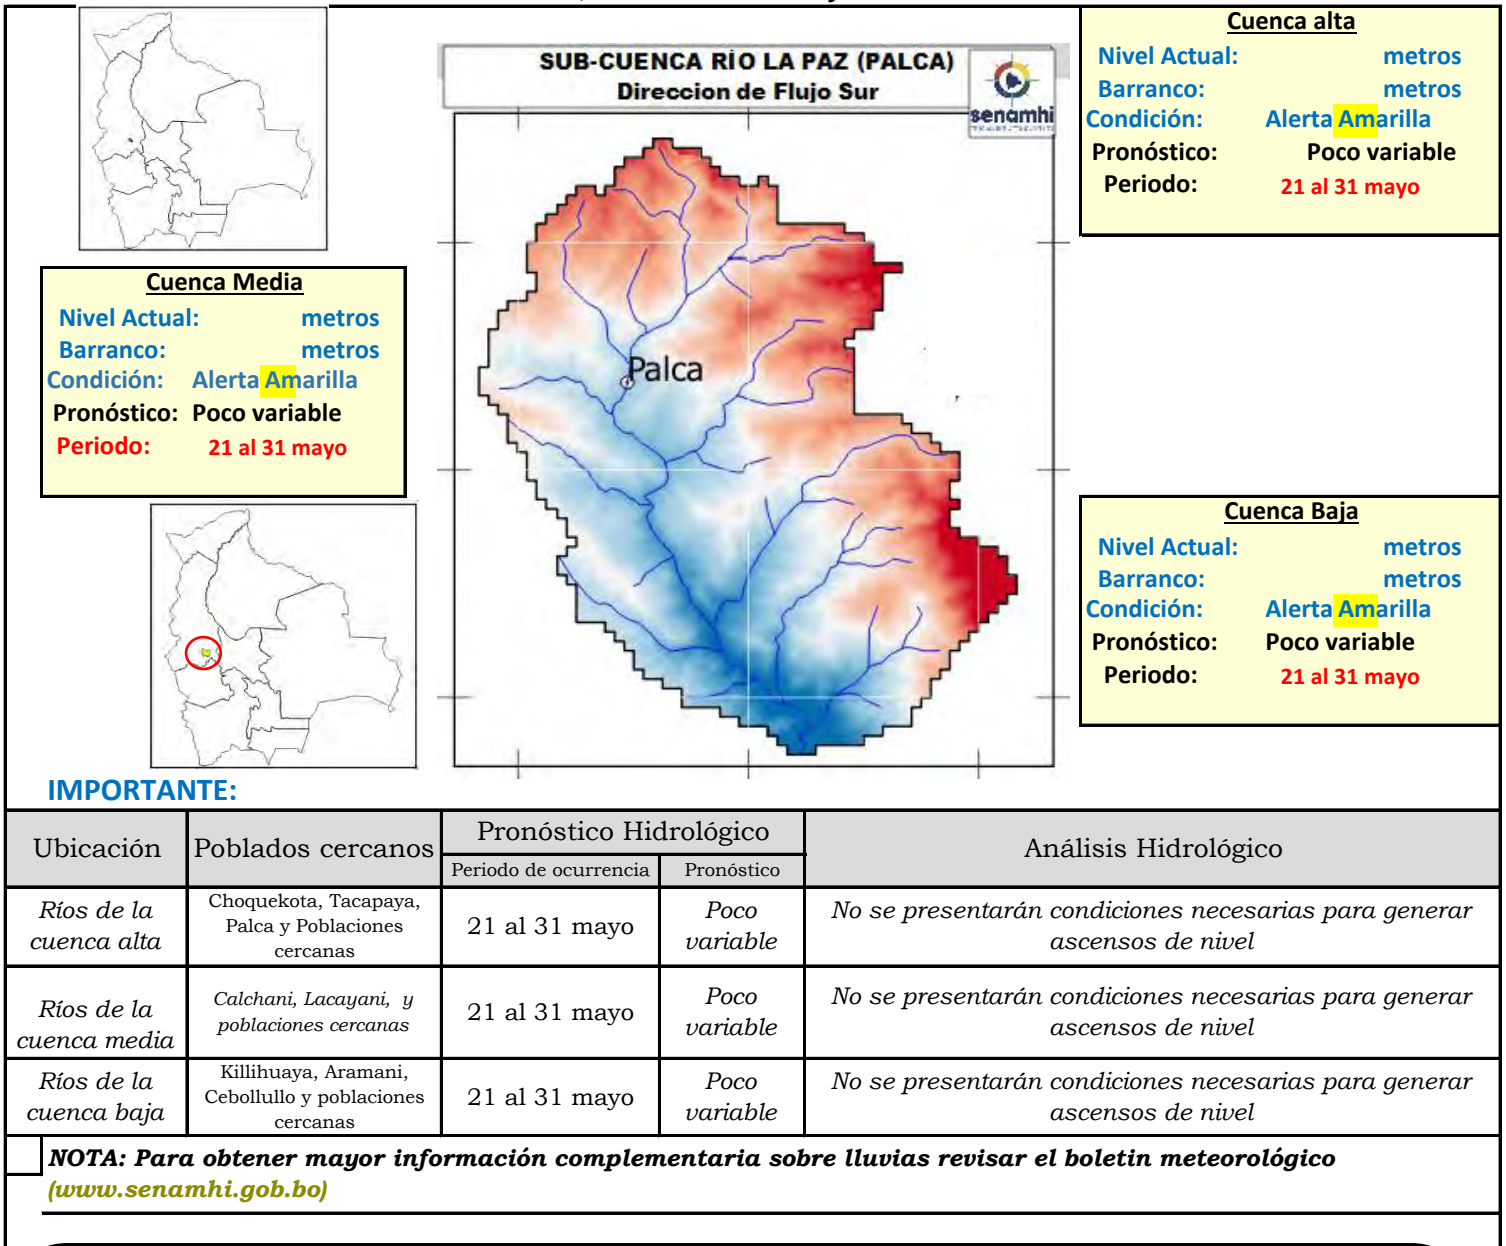 SUB-CUENCA RÍO LA PAZ (PALCA)
Direccion de Flujo Sur
senamhi
Cuenca alta
Nivel Actual: metros
Barranco: metros
Condición: Alerta Amarilla
Pronóstico: Poco variable
Periodo: 21 al 31 mayo
Cuenca Media
Nivel Actual: metros
Barranco: metros
Condición: Alerta Amarilla
Pronóstico: Poco variable
Periodo: 21 al 31 mayo
Palca
Cuenca Baja
Nivel Actual: metros
Barranco: metros
Condición: Alerta Amarilla
Pronóstico: Poco variable
Periodo: 21 al 31 mayo
IMPORTANTE:
Ubicación
Poblados cercanos
Pronóstico Hidrológico
Periodo de ocurrencia
Pronóstico
Análisis Hidrológico
Ríos de la
cuenca alta
Choquekota, Tacapaya,
Palca y Poblaciones
cercanas
21 al 31 mayo
Poco
variable
No se presentarán condiciones necesarias para generar
ascensos de nivel
Ríos de la
cuenca media
Calchani, Lacayani, y
poblaciones cercanas
21 al 31 mayo
Poco
variable
No se presentarán condiciones necesarias para generar
ascensos de nivel
Ríos de la
cuenca baja
Killihuaya, Aramani,
Cebollullo y poblaciones
cercanas
21 al 31 mayo
Poco
variable
No se presentarán condiciones necesarias para generar
ascensos de nivel
NOTA: Para obtener mayor información complementaria sobre lluvias revisar el boletin meteorológico
(www.senamhi.gob.bo)